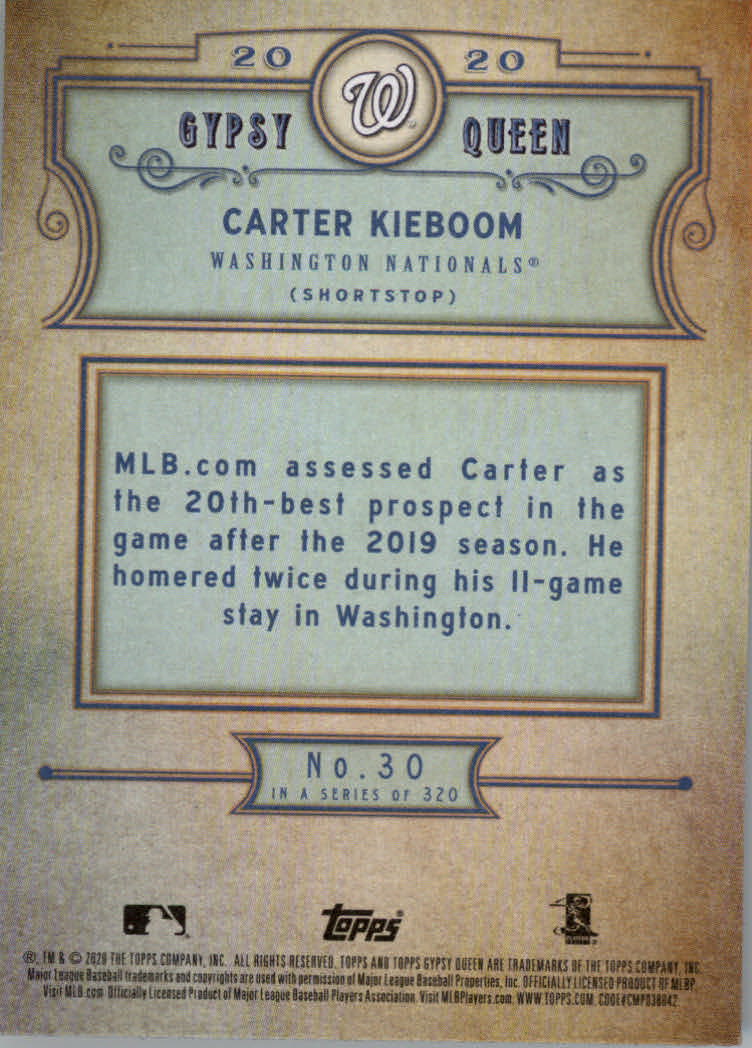 20 20
W
GYPSY QUEEN
CARTER KIEBOOM
WASHINGTON NATIONALS®
(SHORTSTOP)
MLB.com assessed Carter as
the 20th-best prospect in the
game after the 2019 season. He
homered twice during his 11-game
stay in Washington.
No.30
IN A SERIES OF 320
topps®
®, TM & © 2020 THE TOPPS COMPANY, INC. ALL RIGHTS RESERVED. TOPPS AND TOPPS GYPSY QUEEN ARE TRADEMARKS OF THE TOPPS COMPANY, INC.
Major League Baseball trademarks and copyrights are used with permission of Major League Baseball Properties, Inc. OFFICIALLY LICENSED PRODUCT OF MLBP
Visit MLB.com. Officially Licensed Product of Major League Baseball Players Association. Visit MLBPlayers.com. WWW.TOPPS.COM. CODE#CMP038042